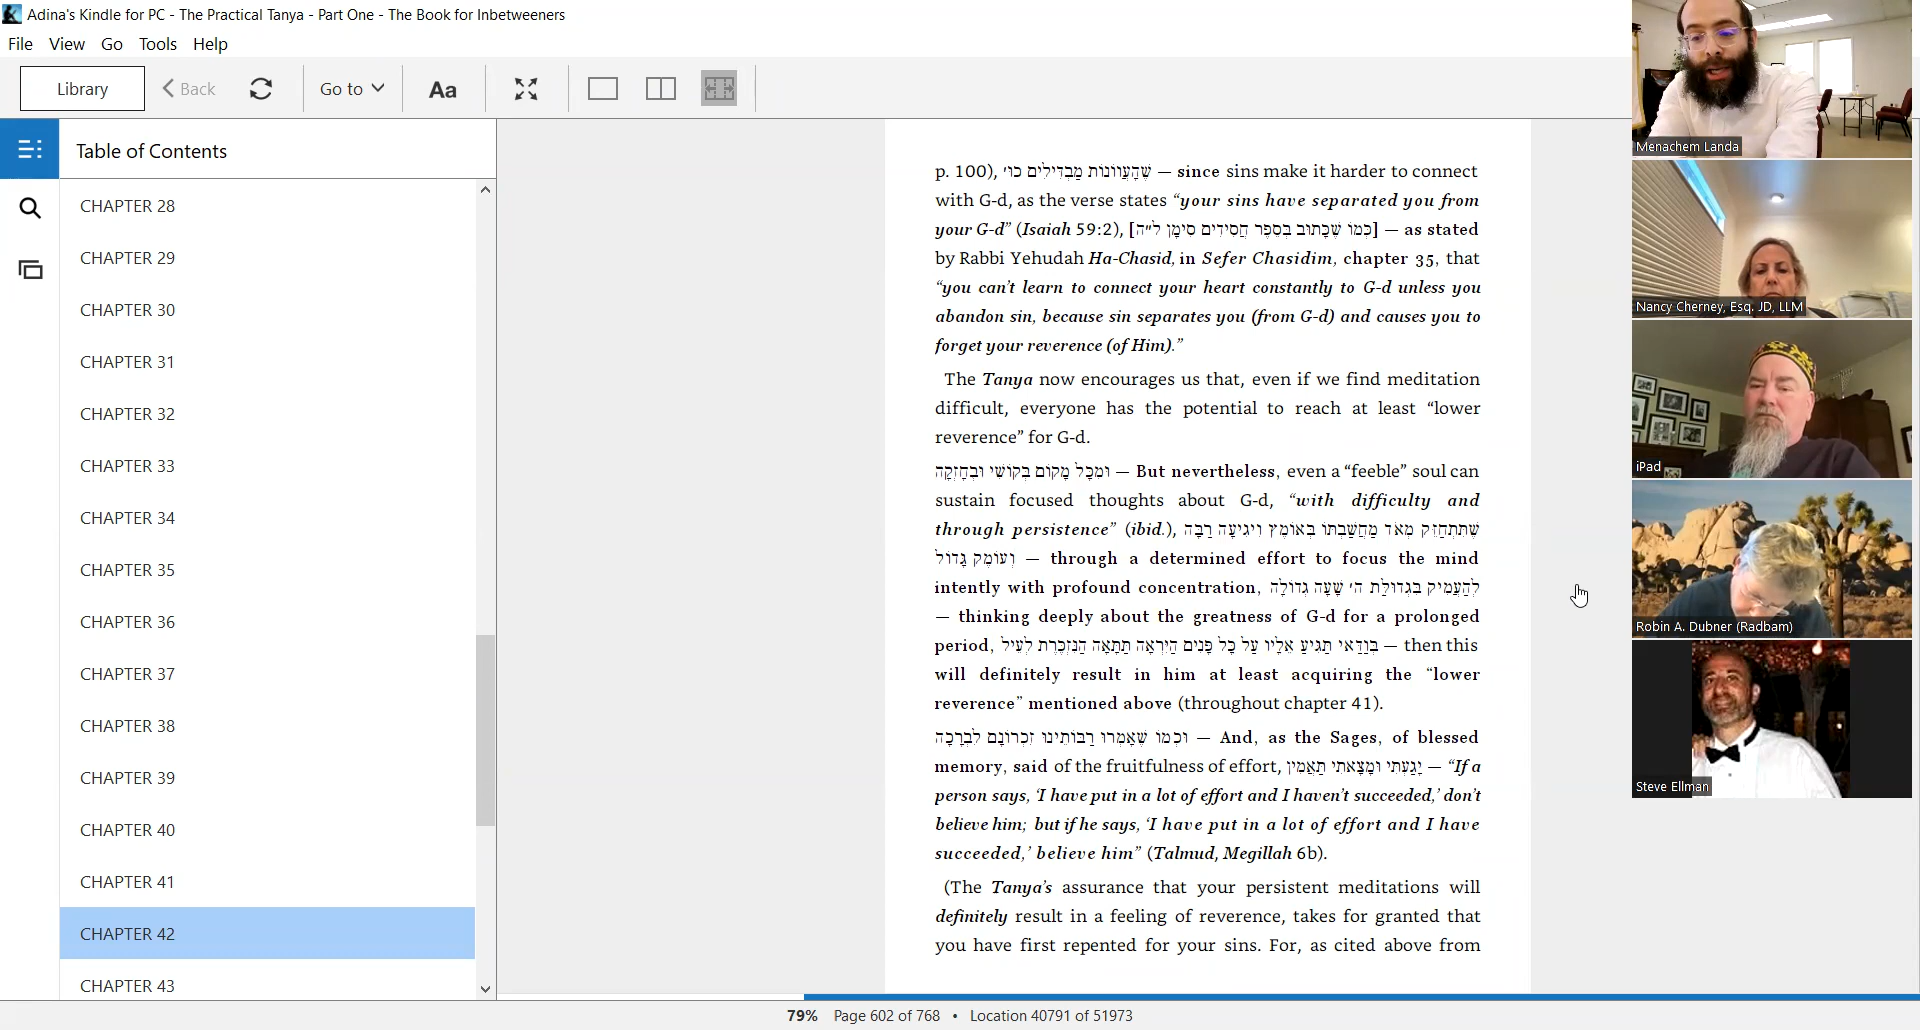 Adina's Kindle for PC - The Practical Tanya - Part One - The Book for Inbetweeners
File View Go Tools Help
Library Back Go to Aa
Table of Contents
CHAPTER 28
CHAPTER 29
CHAPTER 30
CHAPTER 31
CHAPTER 32
CHAPTER 33
CHAPTER 34
CHAPTER 35
CHAPTER 36
CHAPTER 37
CHAPTER 38
CHAPTER 39
CHAPTER 40
CHAPTER 41
CHAPTER 42
CHAPTER 43
p. 100), שֶׁהָעֲוֹונוֹת מַבְדִּילִים כוּ׳ — since sins make it harder to connect
with G-d, as the verse states “your sins have separated you from
your G-d” (Isaiah 59:2), [כְּמוֹ שֶׁכָּתוּב בְּסֵפֶר חֲסִידִים סִימָן ל״ה] — as stated
by Rabbi Yehudah Ha-Chasid, in Sefer Chasidim, chapter 35, that
“you can’t learn to connect your heart constantly to G-d unless you
abandon sin, because sin separates you (from G-d) and causes you to
forget your reverence (of Him).”
The Tanya now encourages us that, even if we find meditation
difficult, everyone has the potential to reach at least “lower
reverence” for G-d.
וּמִכָּל מָקוֹם בְּקוֹשִׁי וּבְחָזְקָה — But nevertheless, even a “feeble” soul can
sustain focused thoughts about G-d, “with difficulty and
through persistence” (ibid.), שֶׁתִּתְחַזֵּק מְאֹד מַחֲשַׁבְתּוֹ בְּאוֹמֶץ וִיגִיעָה רַבָּה
וְעוֹמֶק גָּדוֹל — through a determined effort to focus the mind
intently with profound concentration, לְהַעֲמִיק בִּגְדוּלַּת ה׳ שָׁעָה גְדוֹלָה
— thinking deeply about the greatness of G-d for a prolonged
period, בְּוַדַּאי תַּגִּיעַ אֵלָיו עַל כָּל פָּנִים הַיִּרְאָה תַּתָּאָה הַנִּזְכֶּרֶת לְעֵיל — then this
will definitely result in him at least acquiring the “lower
reverence” mentioned above (throughout chapter 41).
וּכְמוֹ שֶׁאָמְרוּ רַבּוֹתֵינוּ זִכְרוֹנָם לִבְרָכָה — And, as the Sages, of blessed
memory, said of the fruitfulness of effort, יָגַעְתִּי וּמָצָאתִי תַּאֲמִין — “If a
person says, ‘I have put in a lot of effort and I haven’t succeeded,’ don’t
believe him; but if he says, ‘I have put in a lot of effort and I have
succeeded,’ believe him” (Talmud, Megillah 6b).
(The Tanya’s assurance that your persistent meditations will
definitely result in a feeling of reverence, takes for granted that
you have first repented for your sins. For, as cited above from
79% Page 602 of 768 • Location 40791 of 51973
Menachem Landa
Nancy Cherney, Esq. JD, LLM
iPad
Robin A. Dubner (Radbam)
Steve Ellman